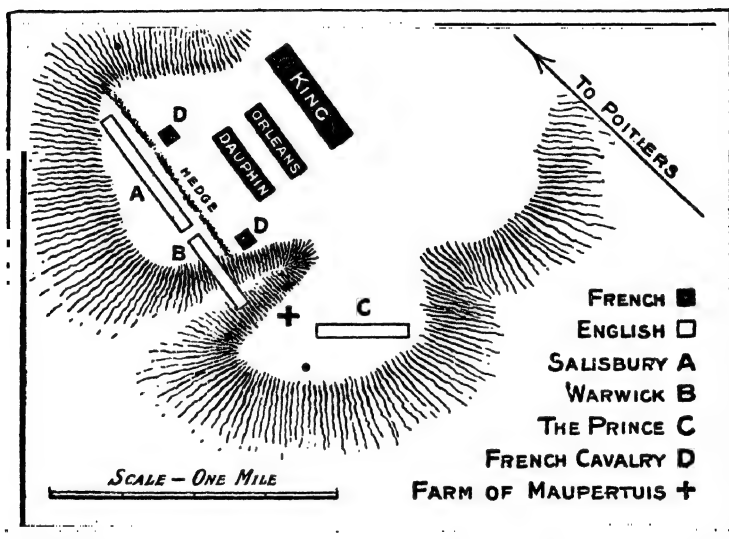 KING
D
ORLEANS
DAUPHIN
TO POITIERS
HEDGE
A
D
B
C
FRENCH
ENGLISH
SALISBURY A
WARWICK B
THE PRINCE C
FRENCH CAVALRY D
SCALE – ONE MILE
FARM OF MAUPERTUIS +